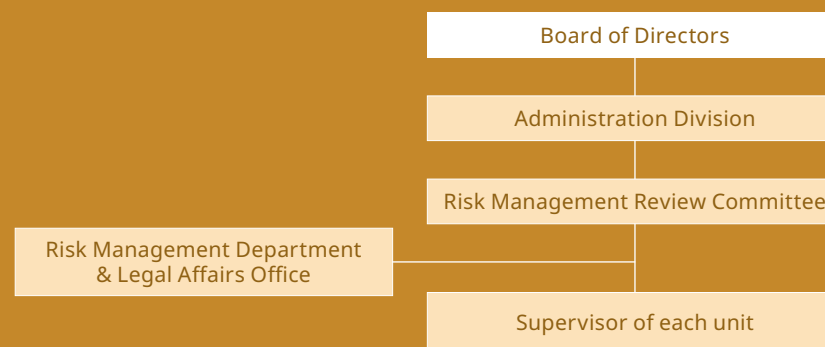 Board of Directors
Administration Division
Risk Management Review Committee
Risk Management Department
& Legal Affairs Office
Supervisor of each unit